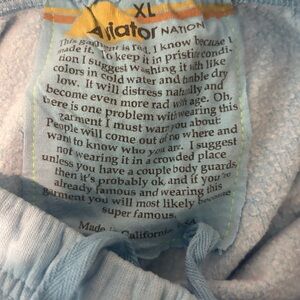 XL
Aviator NATION
This garment is rad, I know because I
made it. To keep it in pristine condi-
tion I suggest washing it with like
colors in cold water and tumble dry
low. It will distress naturally and
become even more rad with age. Oh,
there is one problem with wearing this
garment I must warn you about:
People will come out of no where and
want to know who you are. I suggest
not wearing it in a crowded place
unless you have a couple body guards,
then it's probably ok, and if you're
already famous and wearing this
garment you will most likely become
super famous.
Made in California, USA